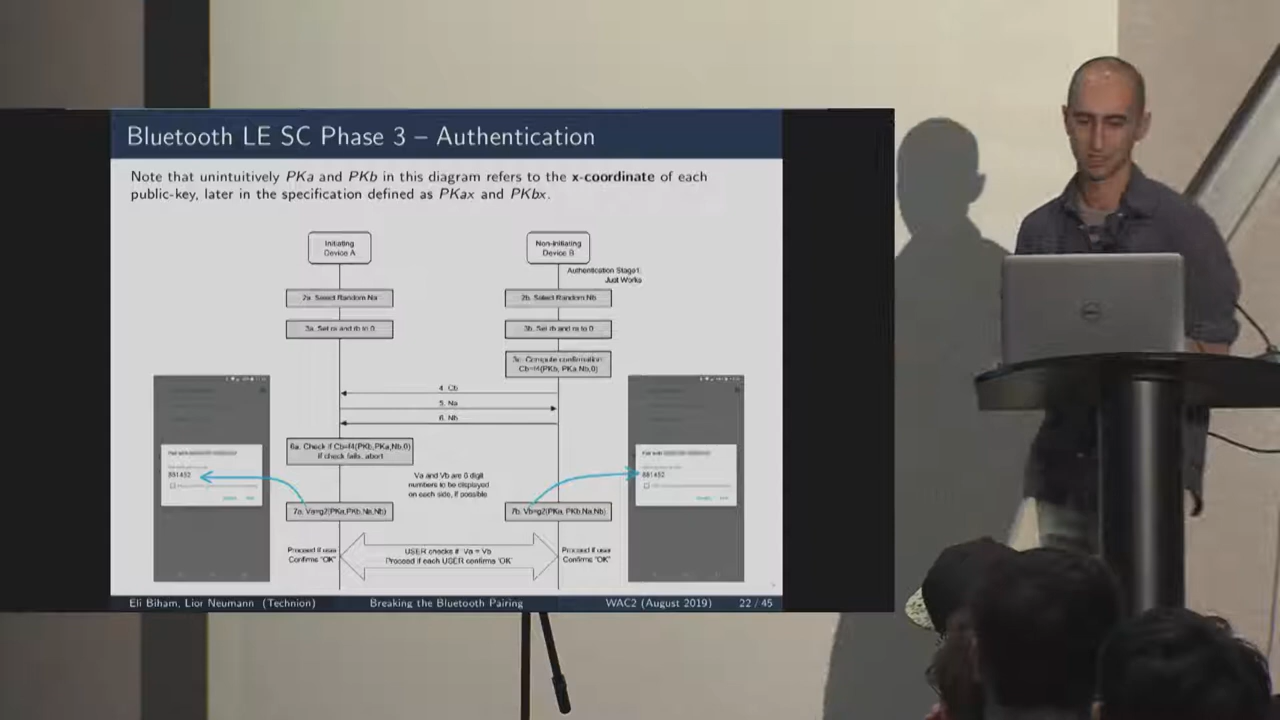 Bluetooth LE SC Phase 3 – Authentication
Note that unintuitively PKa and PKb in this diagram refers to the x-coordinate of each
public-key, later in the specification defined as PKax and PKbx.
Initiating
Device A
Non-Initiating
Device B
Authentication Stage1:
Just Works
2a. Select Random Na
2b. Select Random Nb
3a. Set ra and rb to 0
3b. Set rb and ra to 0
3c. Compute confirmation:
Cb=f4(PKb, PKa,Nb,0)
4. Cb
5. Na
6. Nb
6a. Check if Cb=f4(PKb,PKa,Nb,0)
If check fails, abort
Va and Vb are 6 digit
numbers to be displayed
on each side, if possible
7a. Va=g2(PKa,PKb,Na,Nb)
7b. Vb=g2(PKa, PKb,Na,Nb)
Proceed if user
Confirms "OK"
USER checks if Va = Vb
Proceed if each USER confirms 'OK'
Proceed if user
Confirms "OK"
Eli Biham, Lior Neumann (Technion)
Breaking the Bluetooth Pairing
WAC2 (August 2019)
22 / 45
DELL